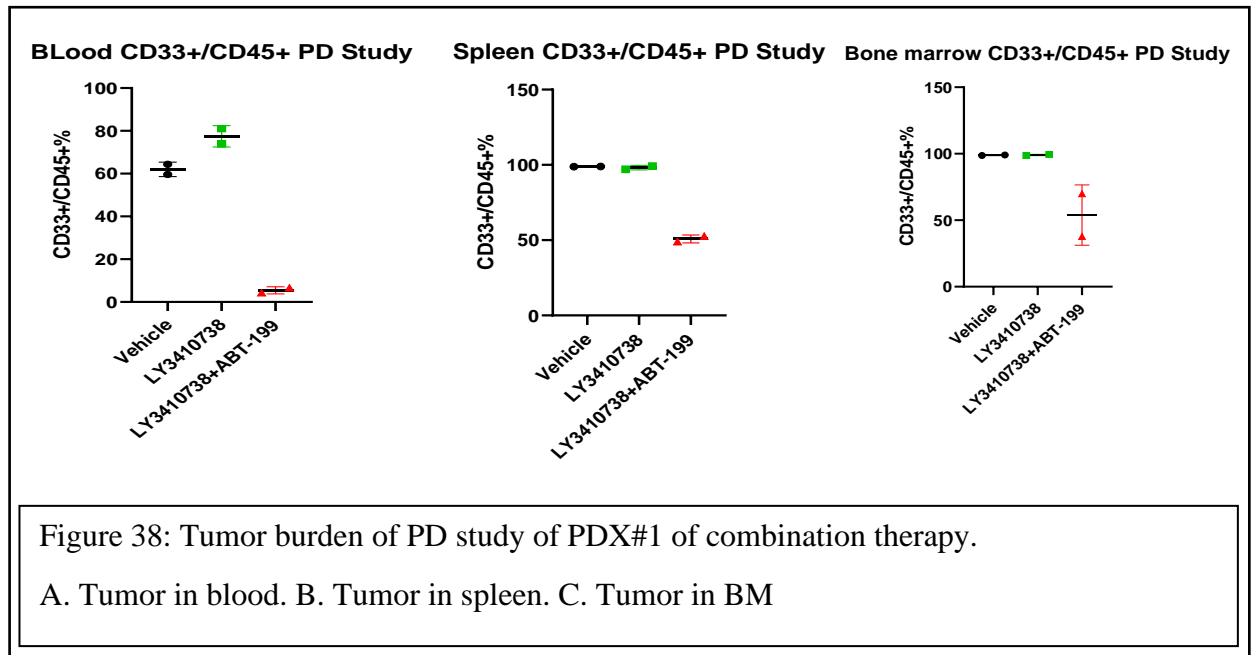 BLood CD33+/CD45+ PD Study
CD33+/CD45+%
100
80
60
40
20
0
Vehicle
LY3410738
LY3410738+ABT-199
Spleen CD33+/CD45+ PD Study
CD33+/CD45+%
150
100
50
0
Vehicle
LY3410738
LY3410738+ABT-199
Bone marrow CD33+/CD45+ PD Study
CD33+/CD45+%
150
100
50
0
Vehicle
LY3410738
LY3410738+ABT-199
Figure 38: Tumor burden of PD study of PDX#1 of combination therapy.
A. Tumor in blood. B. Tumor in spleen. C. Tumor in BM